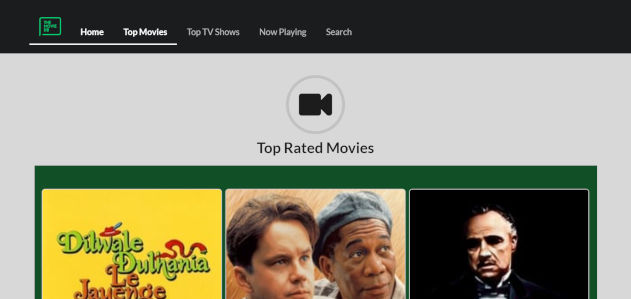 THE
MOVIE
DB
Home Top Movies Top TV Shows Now Playing Search
Top Rated Movies
Dilwale
Dulhania
Le
Jayenge